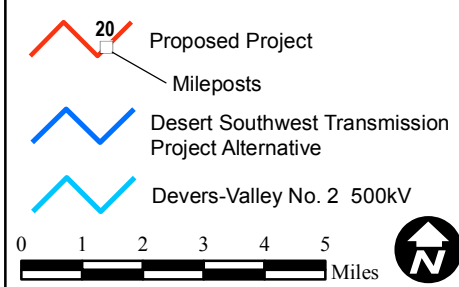 20
Proposed Project
Mileposts
Desert Southwest Transmission
Project Alternative
Devers-Valley No. 2 500kV
0 1 2 3 4 5
Miles
N